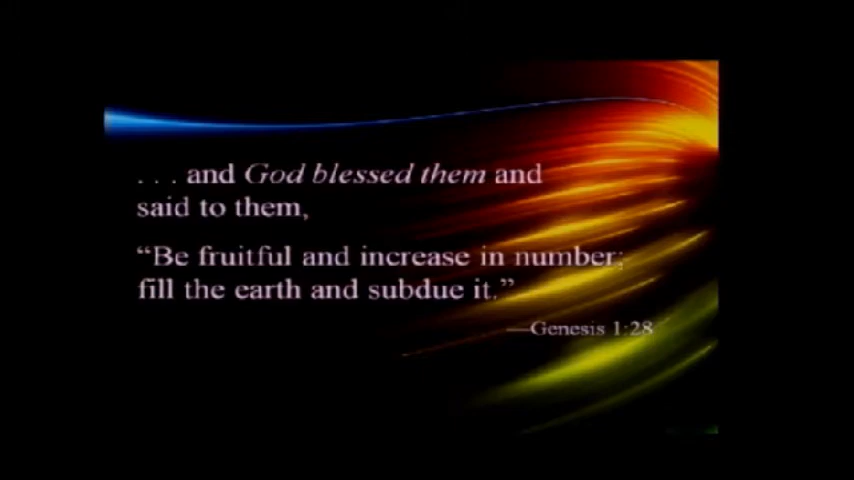 . . . and God blessed them and
said to them,
“Be fruitful and increase in number;
fill the earth and subdue it.”
—Genesis 1:28